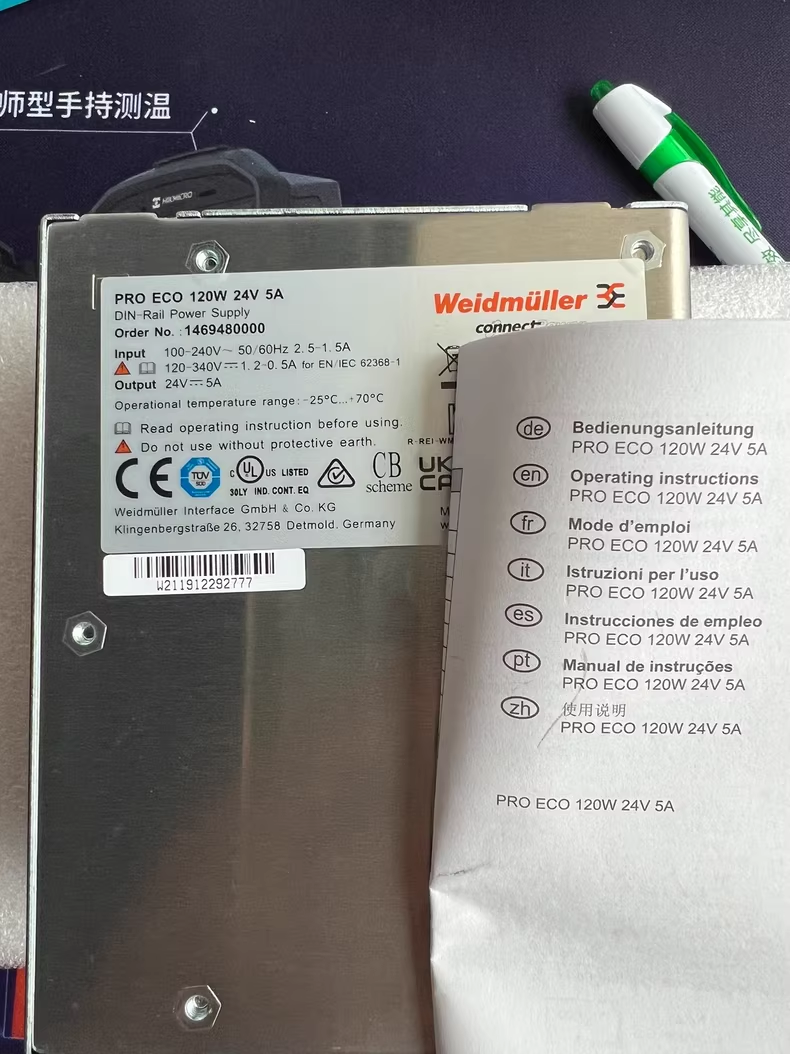 师型手持测温
HIKMICRO
PRO ECO 120W 24V 5A
DIN-Rail Power Supply
Order No.: 1469480000
Weidmüller
connect
Input 100-240V~ 50/60Hz 2.5-1.5A
120-340V⎓1.2-0.5A for EN/IEC 62368-1
Output 24V⎓5A
Operational temperature range: -25°C...+70°C
Read operating instruction before using.
Do not use without protective earth.
R-REI-WM
CE TÜV SÜD c UL US LISTED CB scheme UK CA
30LY IND. CONT. EQ
Weidmüller Interface GmbH & Co. KG
Klingenbergstraße 26, 32758 Detmold. Germany
W211912292777
de Bedienungsanleitung
PRO ECO 120W 24V 5A
en Operating instructions
PRO ECO 120W 24V 5A
fr Mode d'emploi
PRO ECO 120W 24V 5A
it Istruzioni per l'uso
PRO ECO 120W 24V 5A
es Instrucciones de empleo
PRO ECO 120W 24V 5A
pt Manual de instruções
PRO ECO 120W 24V 5A
zh 使用说明
PRO ECO 120W 24V 5A
PRO ECO 120W 24V 5A